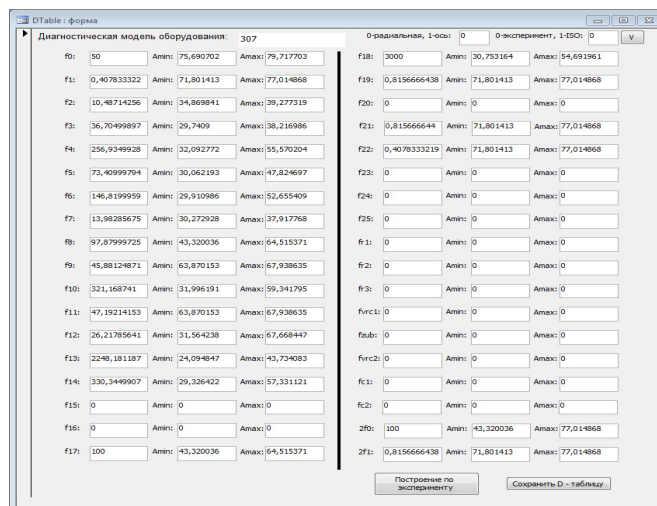 DTable : форма
Диагностическая модель оборудования: 307 0-радиальная, 1-ось: 0 0-эксперимент, 1-ISO: 0 V
f0: 50 Amin: 75,690702 Amax: 79,717703 f18: 3000 Amin: 30,753164 Amax: 54,691961
f1: 0,407833322 Amin: 71,801413 Amax: 77,014868 f19: 0,8156666438 Amin: 71,801413 Amax: 77,014868
f2: 10,48714256 Amin: 34,869841 Amax: 39,277319 f20: 0 Amin: 0 Amax: 0
f3: 36,70499897 Amin: 29,7409 Amax: 38,216986 f21: 0,815666644 Amin: 71,801413 Amax: 77,014868
f4: 256,9349928 Amin: 32,092772 Amax: 55,570204 f22: 0,4078333219 Amin: 71,801413 Amax: 77,014868
f5: 73,40999794 Amin: 30,062193 Amax: 47,824697 f23: 0 Amin: 0 Amax: 0
f6: 146,8199959 Amin: 29,910986 Amax: 52,655409 f24: 0 Amin: 0 Amax: 0
f7: 13,98285675 Amin: 30,272928 Amax: 37,917768 f25: 0 Amin: 0 Amax: 0
f8: 97,87999725 Amin: 43,320036 Amax: 64,515371 fr1: 0 Amin: 0 Amax: 0
f9: 45,88124871 Amin: 63,870153 Amax: 67,938635 fr2: 0 Amin: 0 Amax: 0
f10: 321,168741 Amin: 31,996191 Amax: 59,341795 fr3: 0 Amin: 0 Amax: 0
f11: 47,19214153 Amin: 63,870153 Amax: 67,938635 fvrc1: 0 Amin: 0 Amax: 0
f12: 26,21785641 Amin: 31,564238 Amax: 67,668447 fzub: 0 Amin: 0 Amax: 0
f13: 2248,181187 Amin: 24,094847 Amax: 43,734083 fvrc2: 0 Amin: 0 Amax: 0
f14: 330,3449907 Amin: 29,326422 Amax: 57,331121 fc1: 0 Amin: 0 Amax: 0
f15: 0 Amin: 0 Amax: 0 fc2: 0 Amin: 0 Amax: 0
f16: 0 Amin: 0 Amax: 0 2f0: 100 Amin: 43,320036 Amax: 77,014868
f17: 100 Amin: 43,320036 Amax: 64,515371 2f1: 0,8156666438 Amin: 71,801413 Amax: 77,014868
Построение по
эксперименту
Сохранить D - таблицу